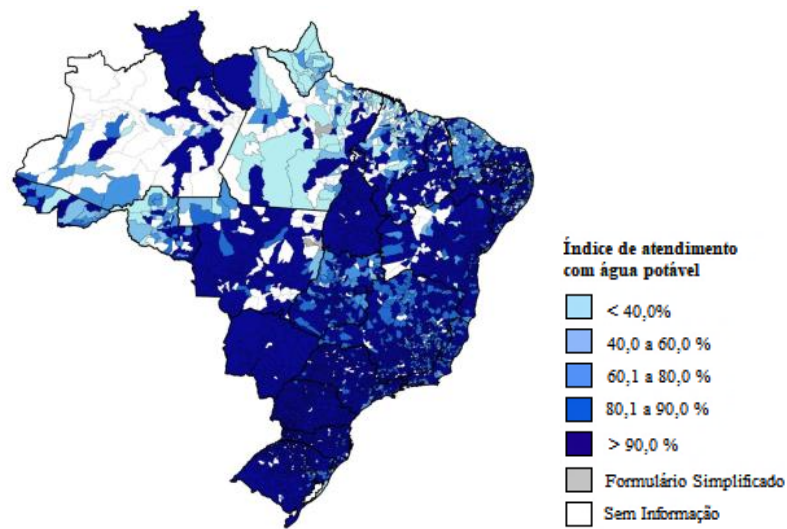 Índice de atendimento
com água potável
< 40,0%
40,0 a 60,0 %
60,1 a 80,0 %
80,1 a 90,0 %
> 90,0 %
Formulário Simplificado
Sem Informação